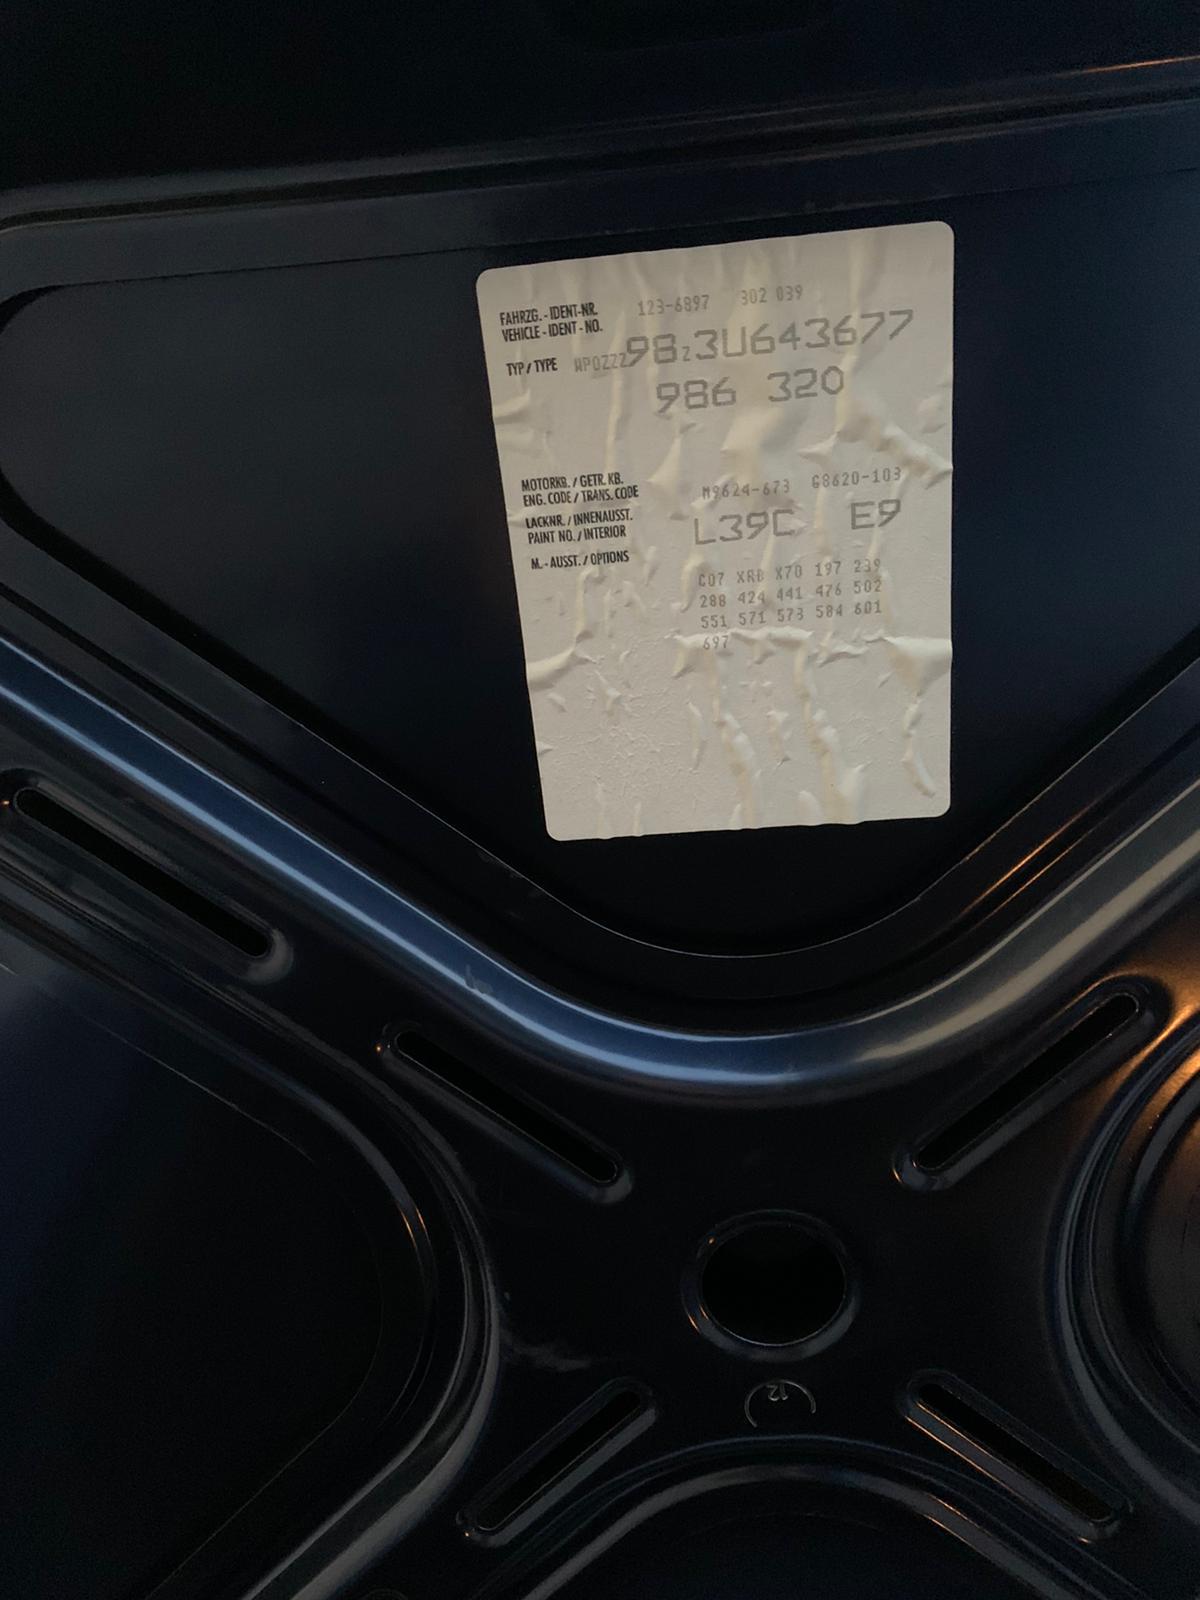 123-6897 302 039
FAHRZG. - IDENT-NR.
VEHICLE - IDENT - NO.
WP0ZZZ98z3U643677
TYP / TYPE
986 320
MOTORKB. / GETR. KB.
ENG. CODE / TRANS. CODE
M9624-673 G8620-103
LACKNR. / INNENAUSST.
PAINT NO. / INTERIOR
L39C E9
M. - AUSST. / OPTIONS
C07 XRB X70 197 239
288 424 441 476 502
551 571 573 584 601
697
12